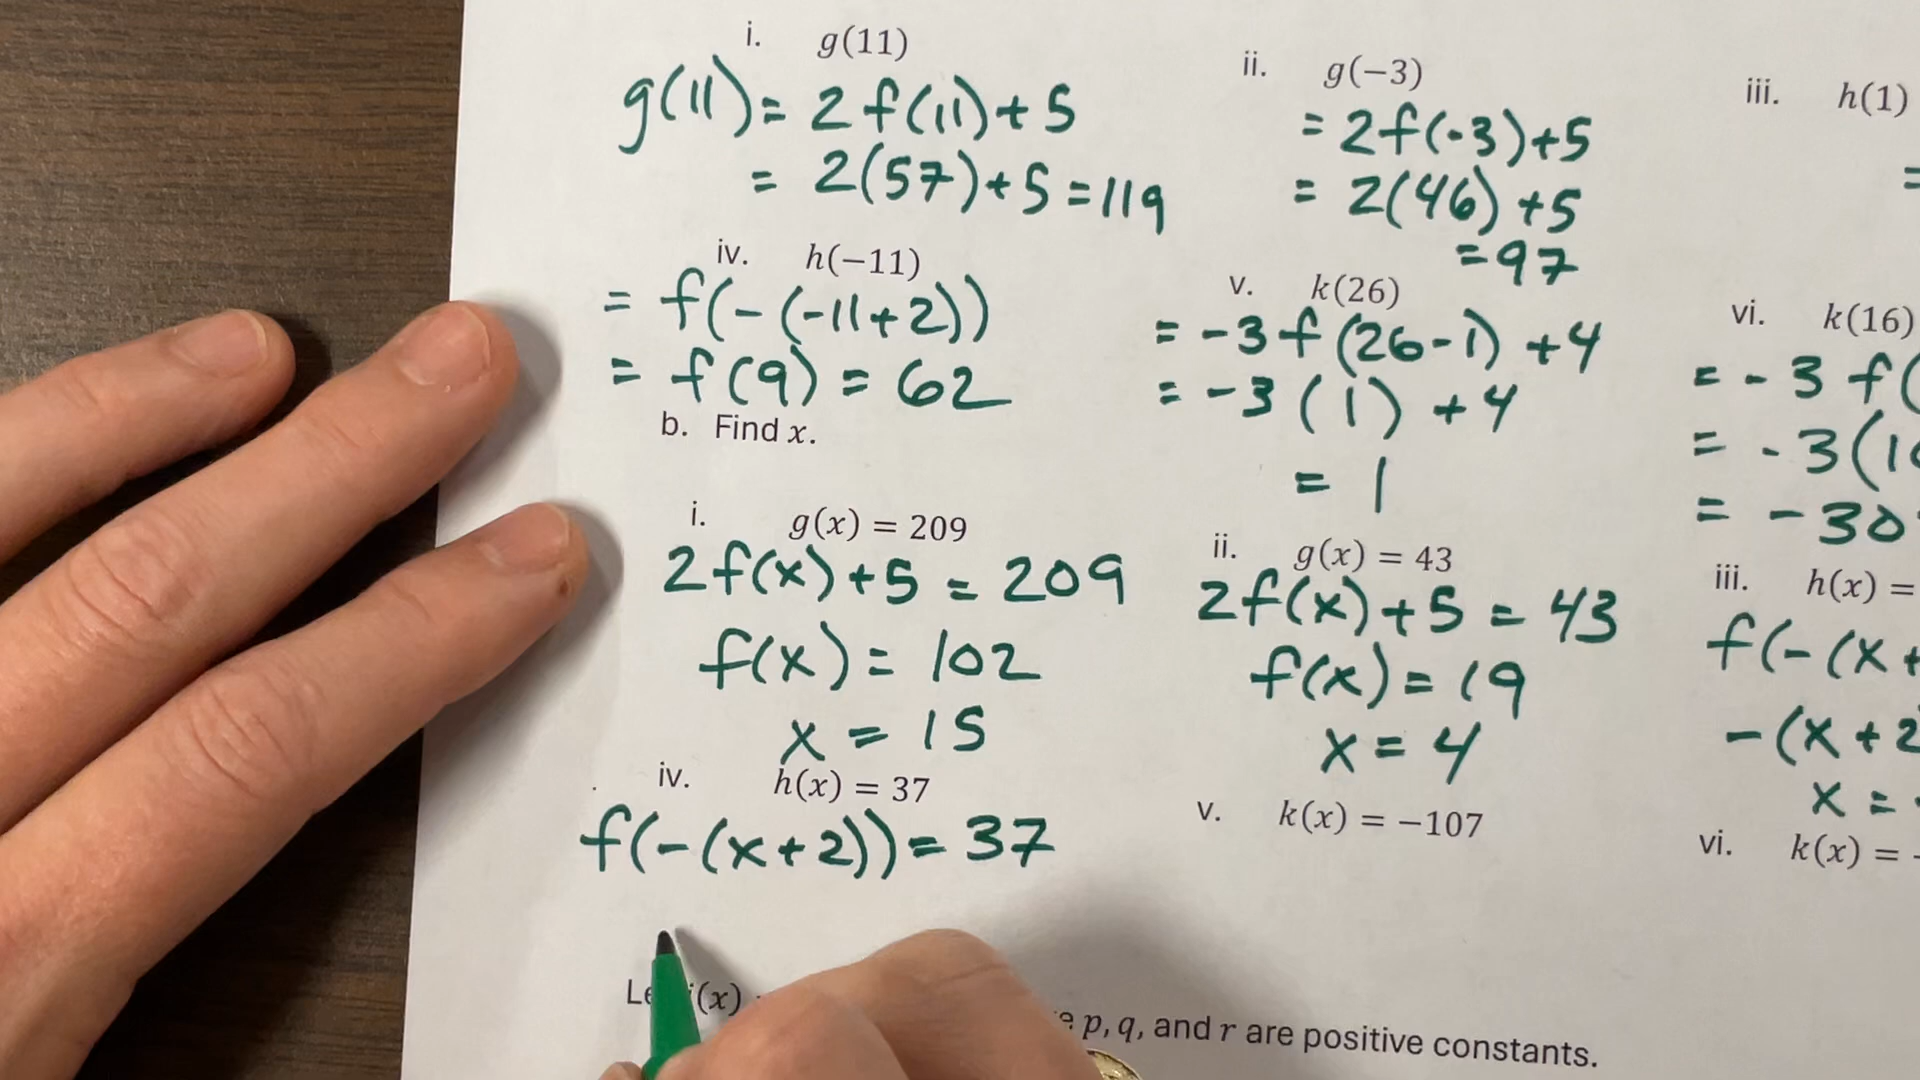 i. g(11)
g(11) = 2f(11)+5
= 2(57)+5 = 119
ii. g(−3)
= 2f(-3)+5
= 2(46)+5
= 97
iii. h(1)
=
iv. h(−11)
= f(-(-11+2))
= f(9) = 62
v. k(26)
= -3f(26-1)+4
= -3(1)+4
= 1
vi. k(16)
= -3f(
= -3(1
= -30
b. Find x.
i. g(x) = 209
2f(x)+5 = 209
f(x) = 102
x = 15
ii. g(x) = 43
2f(x)+5 = 43
f(x) = 19
x = 4
iii. h(x) =
f(-(x+
-(x+2
x = -
iv. h(x) = 37
f(-(x+2)) = 37
v. k(x) = −107
vi. k(x) = −
(x)
p, q, and r are positive constants.